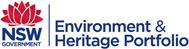 NSW
GOVERNMENT
Environment &
Heritage Portfolio